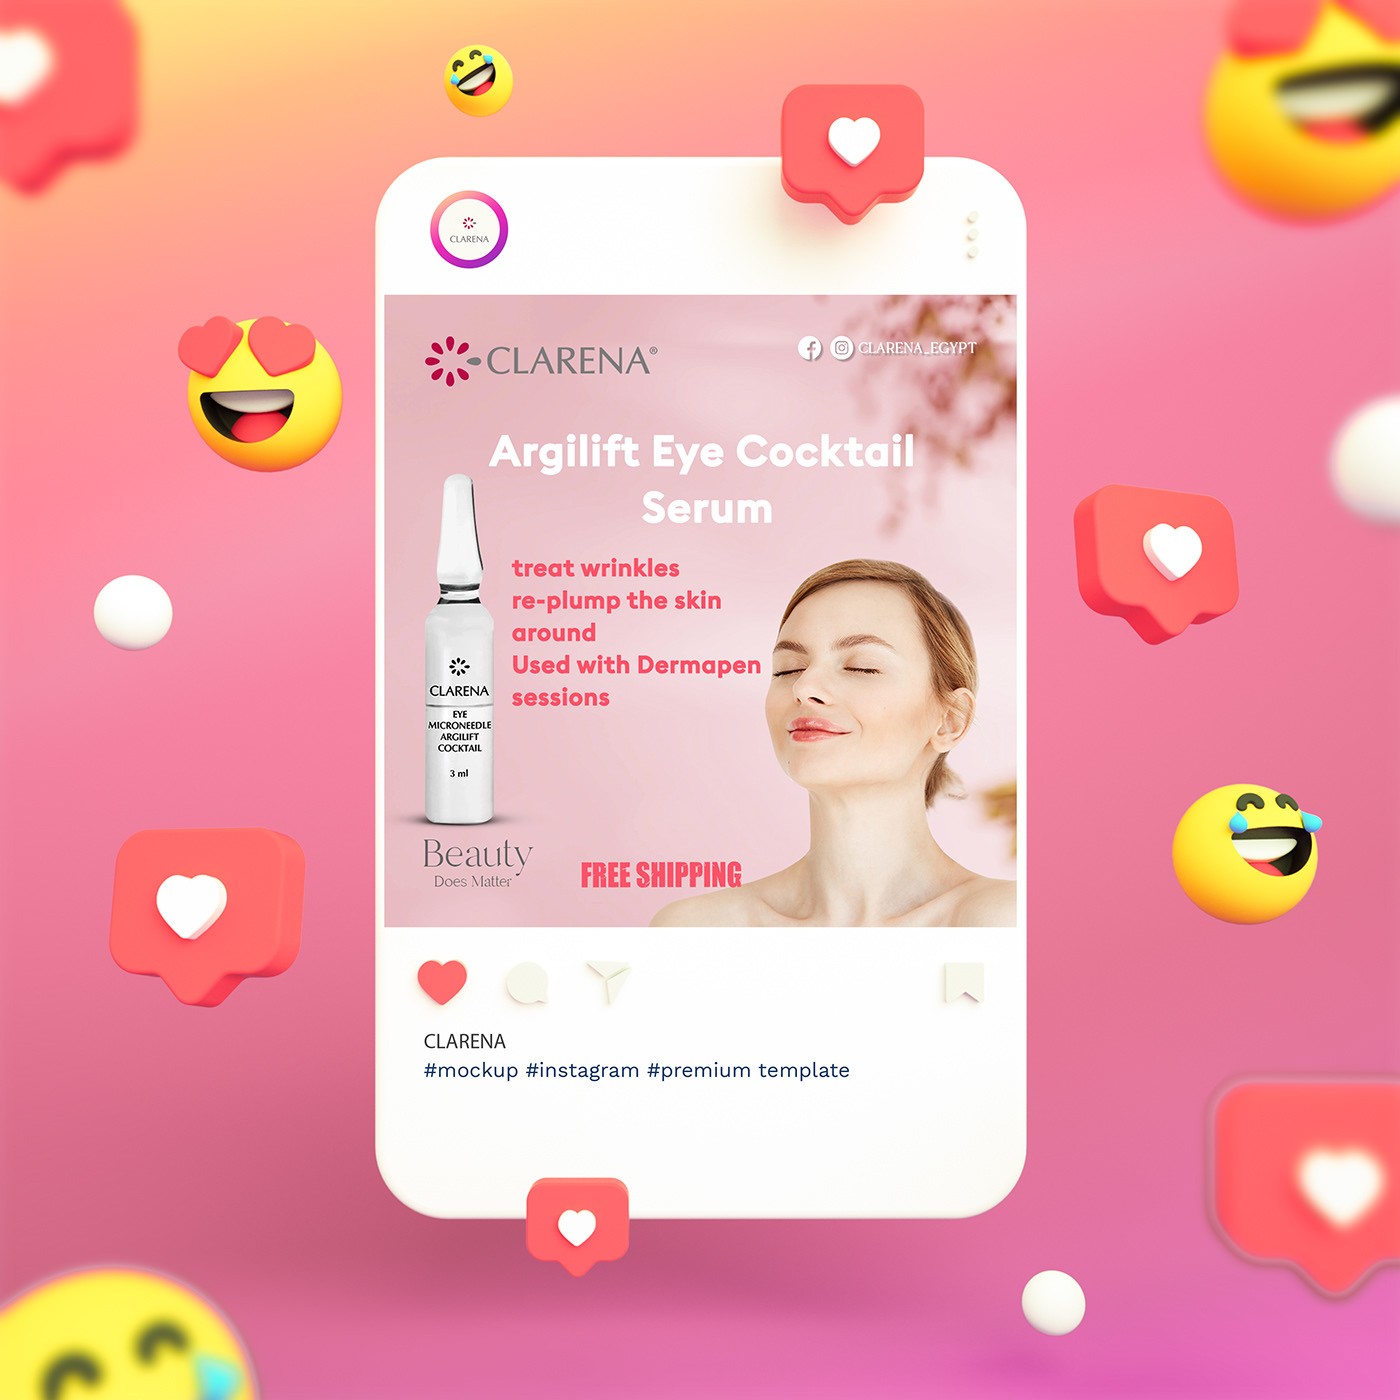 CLARENA
CLARENA®
CLARENA_EGYPT
Argilift Eye Cocktail
Serum
treat wrinkles
re-plump the skin
around
Used with Dermapen
sessions
CLARENA
EYE
MICRONEEDLE
ARGILIFT
COCKTAIL
3 ml
Beauty
Does Matter
FREE SHIPPING
CLARENA
#mockup #instagram #premium template